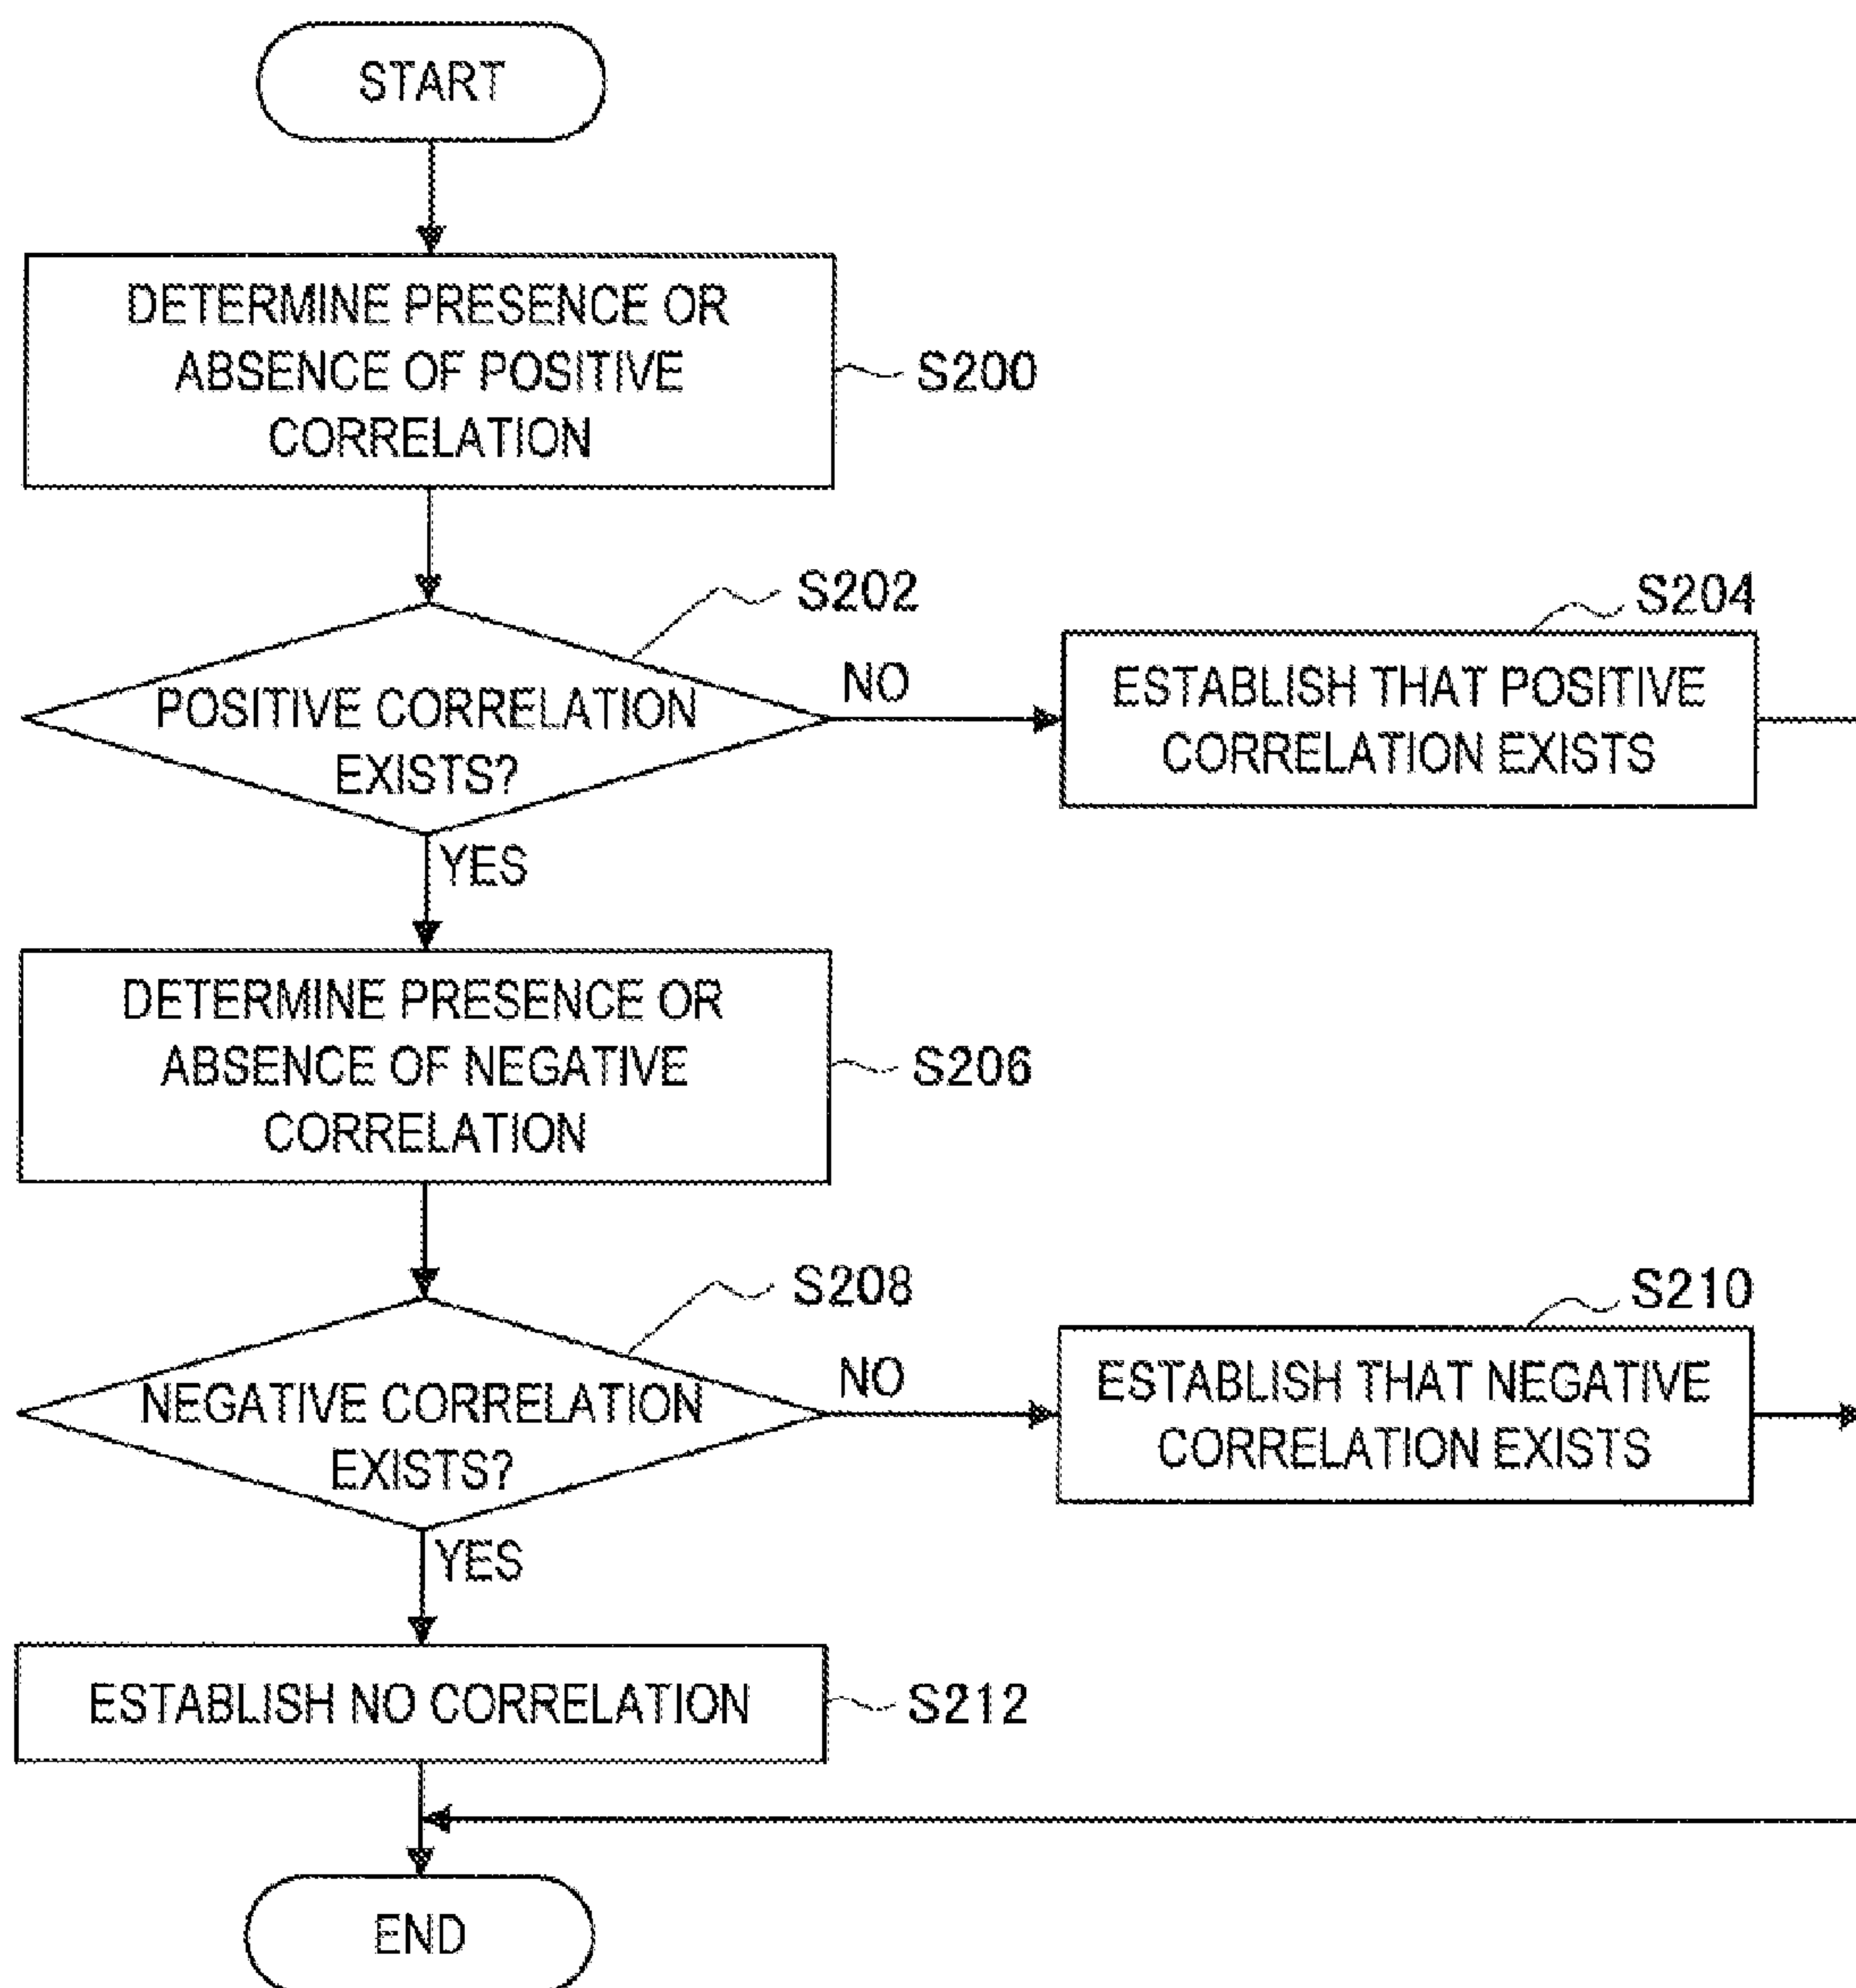 START
DETERMINE PRESENCE OR
ABSENCE OF POSITIVE
CORRELATION
S200
S202
POSITIVE CORRELATION
EXISTS?
NO
S204
ESTABLISH THAT POSITIVE
CORRELATION EXISTS
YES
DETERMINE PRESENCE OR
ABSENCE OF NEGATIVE
CORRELATION
S206
S208
NEGATIVE CORRELATION
EXISTS?
NO
S210
ESTABLISH THAT NEGATIVE
CORRELATION EXISTS
YES
ESTABLISH NO CORRELATION
S212
END